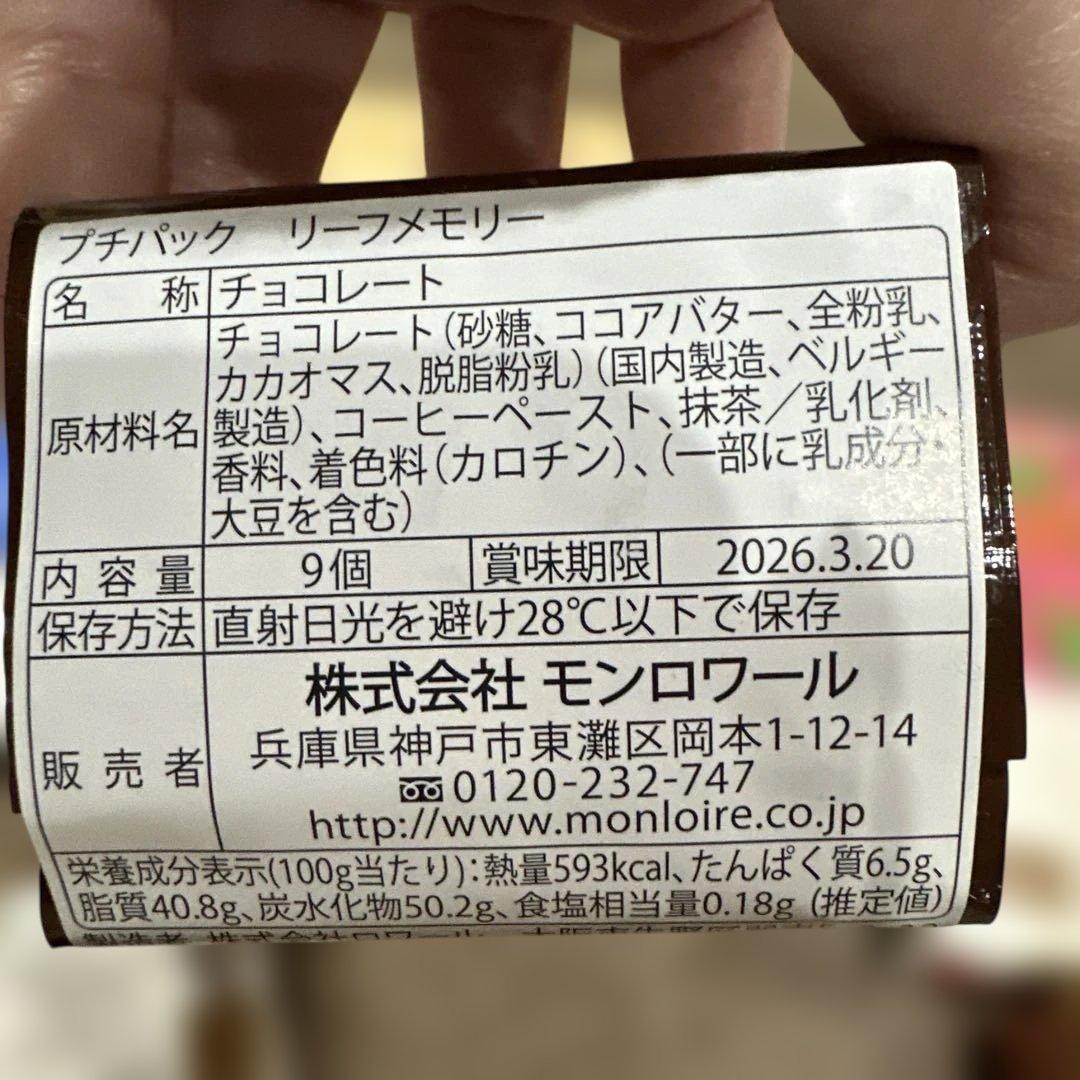 プチパック　リーフメモリー
名　称 チョコレート
原材料名 チョコレート（砂糖、ココアバター、全粉乳、
カカオマス、脱脂粉乳）（国内製造、ベルギー
製造）、コーヒーペースト、抹茶／乳化剤、
香料、着色料（カロチン）、（一部に乳成分・
大豆を含む）
内容量 9個 賞味期限 2026.3.20
保存方法 直射日光を避け28℃以下で保存
販売者 株式会社 モンロワール
兵庫県神戸市東灘区岡本1-12-14
0120-232-747
http://www.monloire.co.jp
栄養成分表示(100g当たり)：熱量593kcal、たんぱく質6.5g、
脂質40.8g、炭水化物50.2g、食塩相当量0.18g（推定値）
製造者 株式会社